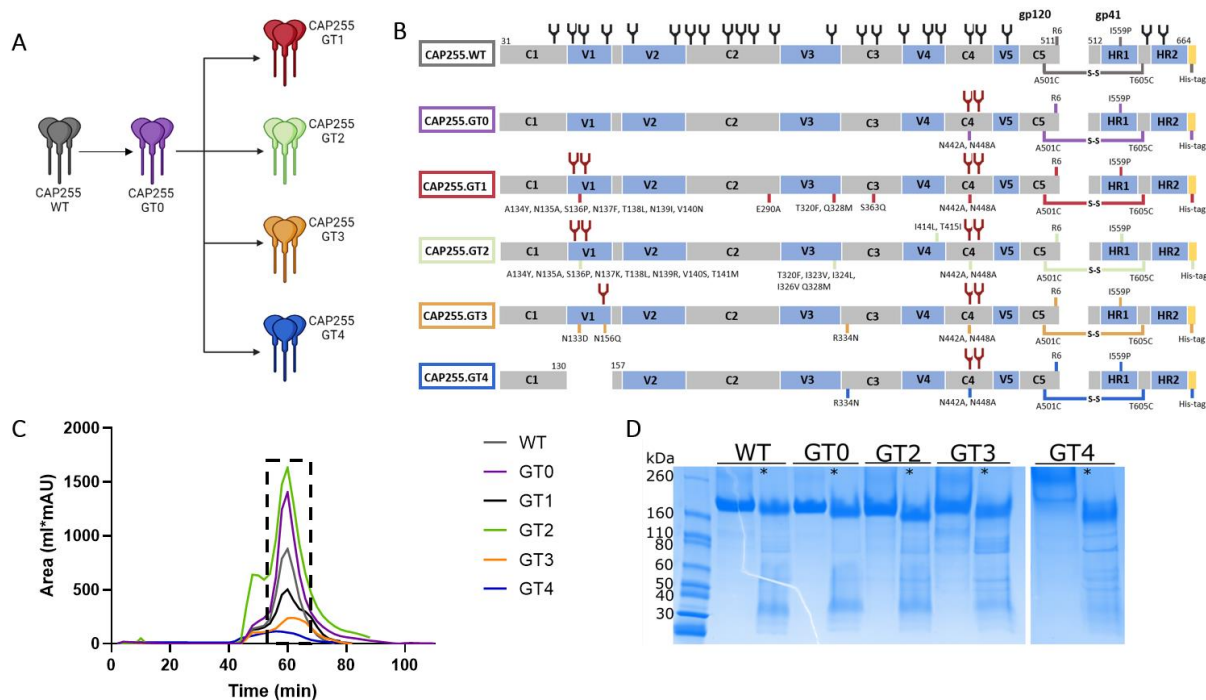 A
CAP255
WT
CAP255
GT0
CAP255
GT1
CAP255
GT2
CAP255
GT3
CAP255
GT4
B
gp120 gp41
31 511 R6 512 I559P 664
CAP255.WT C1 V1 V2 C2 V3 C3 V4 C4 V5 C5 HR1 HR2
A501C S-S T605C His-tag
R6 I559P
CAP255.GT0 C1 V1 V2 C2 V3 C3 V4 C4 V5 C5 HR1 HR2
N442A, N448A A501C S-S T605C His-tag
R6 I559P
CAP255.GT1 C1 V1 V2 C2 V3 C3 V4 C4 V5 C5 HR1 HR2
A134Y, N135A, S136P, N137F, T138L, N139I, V140N E290A T320F, Q328M S363Q N442A, N448A A501C S-S T605C His-tag
I414L, T415I R6 I559P
CAP255.GT2 C1 V1 V2 C2 V3 C3 V4 C4 V5 C5 HR1 HR2
A134Y, N135A, S136P, N137K, T138L, N139R, V140S, T141M T320F, I323V, I324L, N442A, N448A A501C S-S T605C His-tag
I326V Q328M
R6 I559P
CAP255.GT3 C1 V1 V2 C2 V3 C3 V4 C4 V5 C5 HR1 HR2
N133D N156Q R334N N442A, N448A A501C S-S T605C His-tag
130 157 R6 I559P
CAP255.GT4 C1 V2 C2 V3 C3 V4 C4 V5 C5 HR1 HR2
R334N N442A, N448A A501C S-S T605C His-tag
C
Area (ml*mAU)
2000
1500
1000
500
0
0 20 40 60 80 100
Time (min)
WT
GT0
GT1
GT2
GT3
GT4
D
kDa WT GT0 GT2 GT3 GT4
* * * * *
260
160
110
80
60
50
40
30